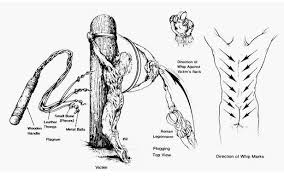 Small Bone (Pieces)
Leather
Thongs
Metal Balls
Wooden
Handle
Flagrum
Victim
Direction of
Whip Against
Victim's Back
Roman
Legionnaire
Flogging
Top View
Direction of Whip Marks